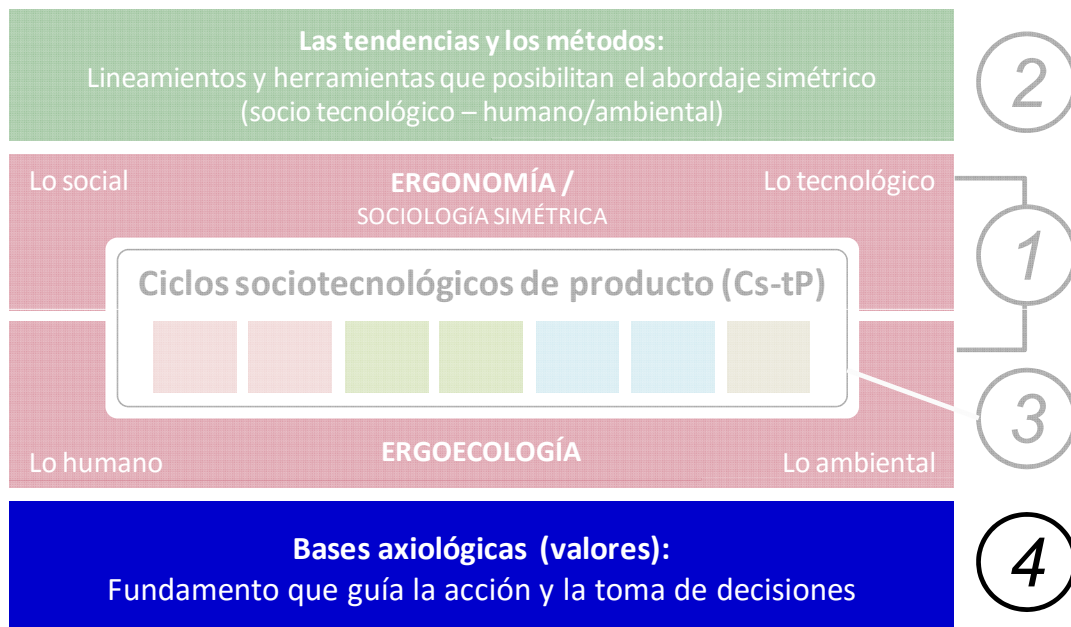 Las tendencias y los métodos:
Lineamientos y herramientas que posibilitan el abordaje simétrico
(socio tecnológico – humano/ambiental)
2
Lo social
ERGONOMÍA /
Lo tecnológico
SOCIOLOGíA SIMÉTRICA
1
Ciclos sociotecnológicos de producto (Cs-tP)
3
Lo humano
ERGOECOLOGÍA
Lo ambiental
Bases axiológicas (valores):
Fundamento que guía la acción y la toma de decisiones
4